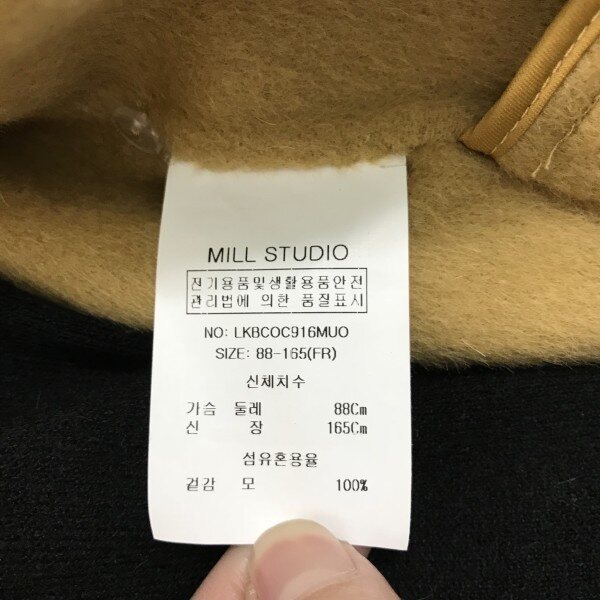 MILL STUDIO
전기용품및생활용품안전
관리법에 의한 품질표시
NO: LKBCOC916MUO
SIZE: 88-165(FR)
신체치수
가슴 둘레 88Cm
신 장 165Cm
섬유혼용율
겉감 모 100%